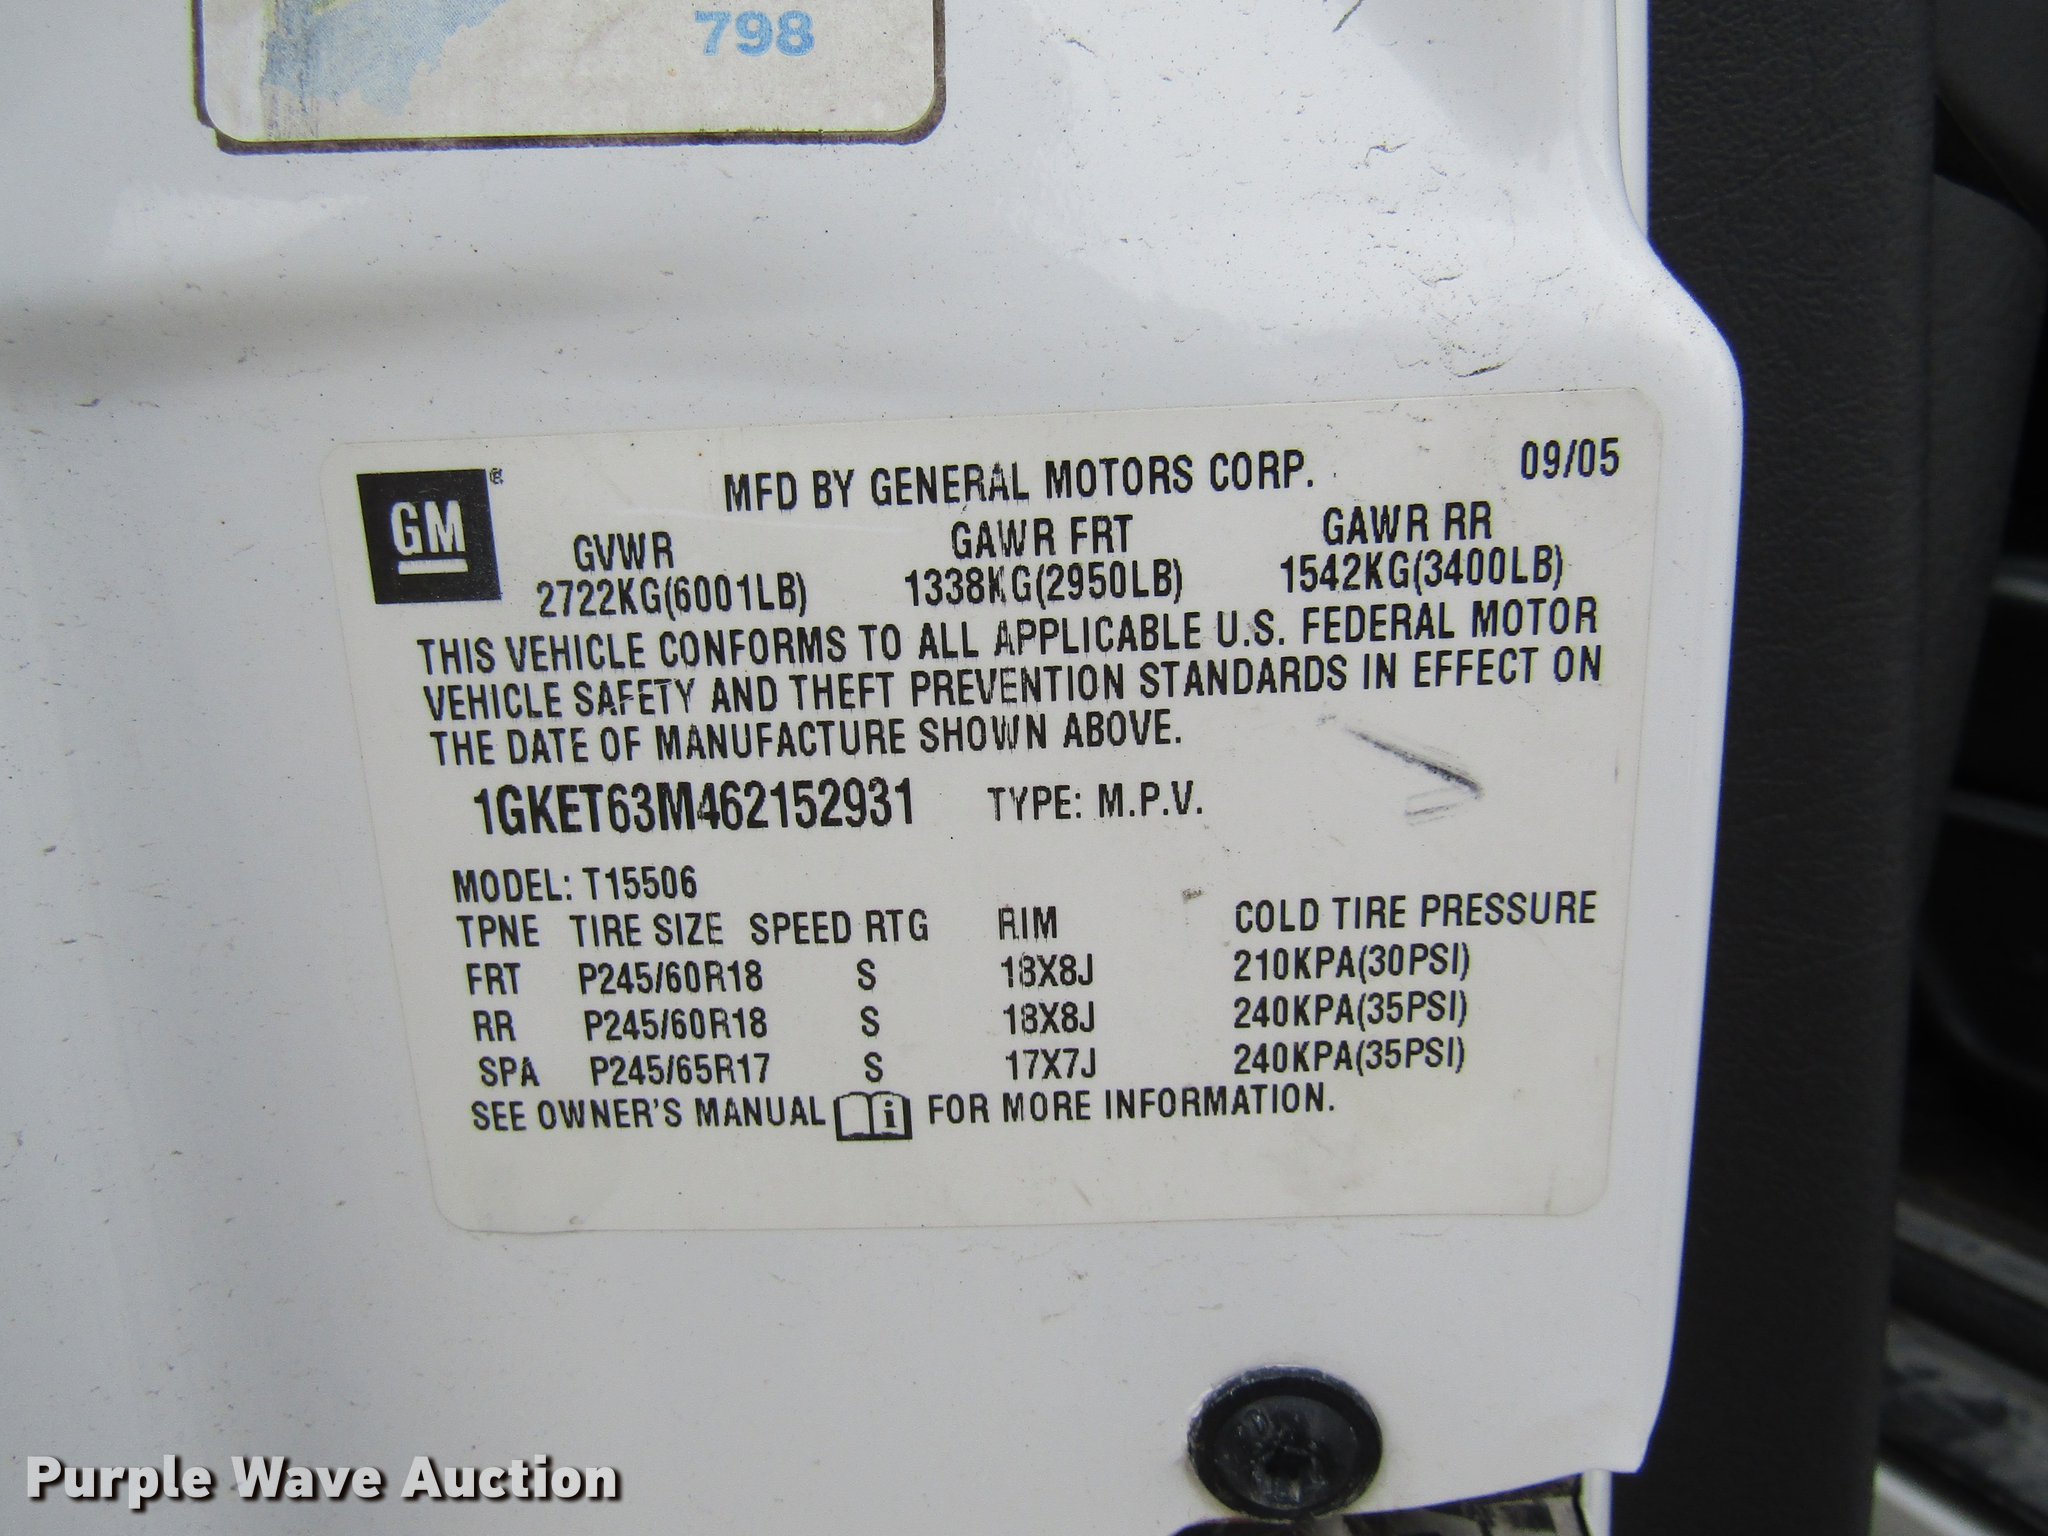 798
GM
MFD BY GENERAL MOTORS CORP. 09/05
GVWR GAWR FRT GAWR RR
2722KG(6001LB) 1338KG(2950LB) 1542KG(3400LB)
THIS VEHICLE CONFORMS TO ALL APPLICABLE U.S. FEDERAL MOTOR
VEHICLE SAFETY AND THEFT PREVENTION STANDARDS IN EFFECT ON
THE DATE OF MANUFACTURE SHOWN ABOVE.
1GKET63M462152931 TYPE: M.P.V.
MODEL: T15506
TPNE TIRE SIZE SPEED RTG RIM COLD TIRE PRESSURE
FRT P245/60R18 S 18X8J 210KPA(30PSI)
RR P245/60R18 S 18X8J 240KPA(35PSI)
SPA P245/65R17 S 17X7J 240KPA(35PSI)
SEE OWNER'S MANUAL i FOR MORE INFORMATION.
Purple Wave Auction